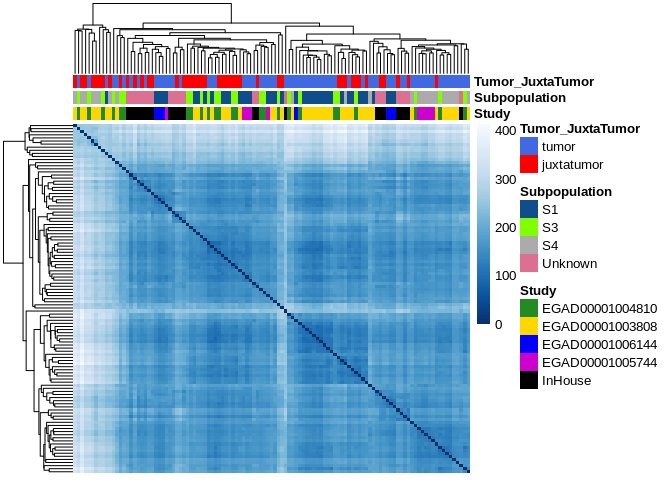 Tumor_JuxtaTumor
Subpopulation
Study
400
300
200
100
0
Tumor_JuxtaTumor
tumor
juxtatumor
Subpopulation
S1
S3
S4
Unknown
Study
EGAD00001004810
EGAD00001003808
EGAD00001006144
EGAD00001005744
InHouse